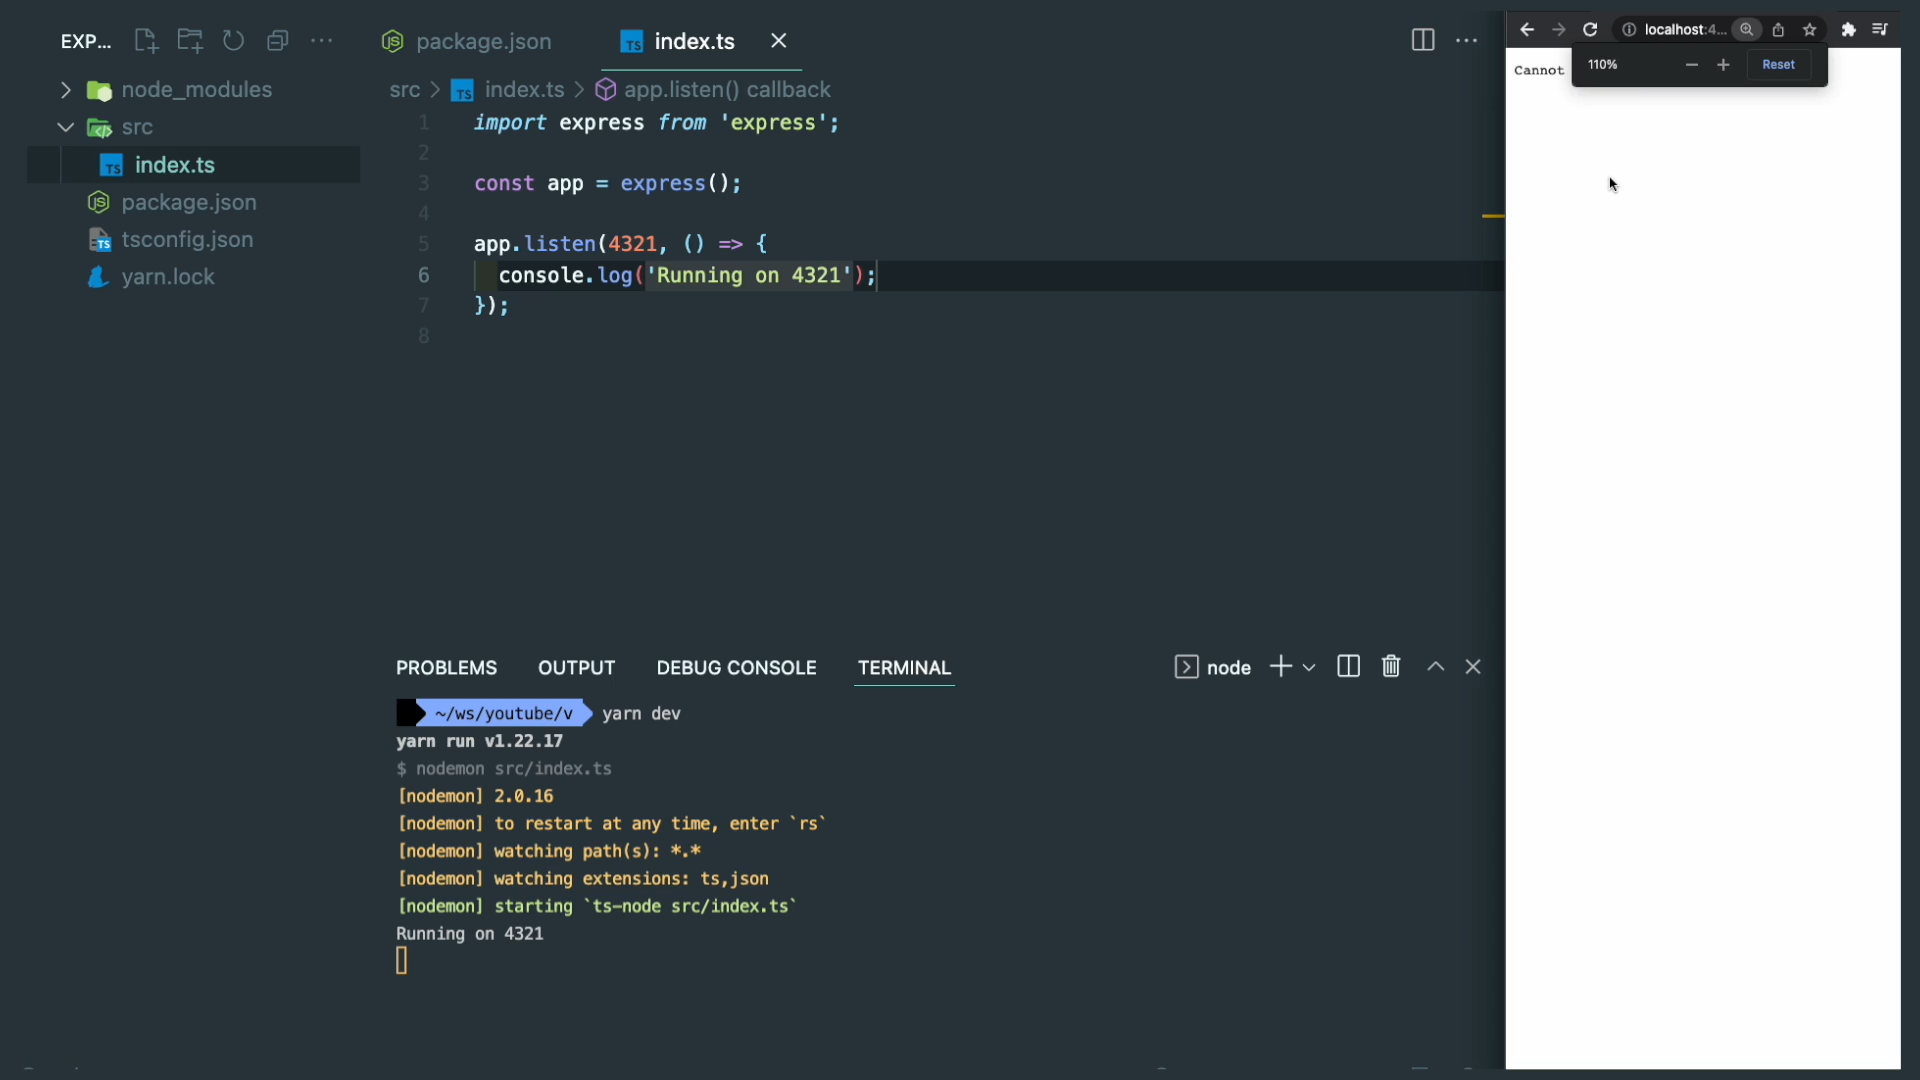 EXP...
node_modules
src
index.ts
package.json
tsconfig.json
yarn.lock
package.json
index.ts
src > index.ts > app.listen() callback
1 import express from 'express';
2
3 const app = express();
4
5 app.listen(4321, () => {
6 console.log('Running on 4321');
7 });
8
PROBLEMS OUTPUT DEBUG CONSOLE TERMINAL
node
~/ws/youtube/v yarn dev
yarn run v1.22.17
$ nodemon src/index.ts
[nodemon] 2.0.16
[nodemon] to restart at any time, enter `rs`
[nodemon] watching path(s): *.*
[nodemon] watching extensions: ts,json
[nodemon] starting `ts-node src/index.ts`
Running on 4321
localhost:4...
110% Reset
Cannot